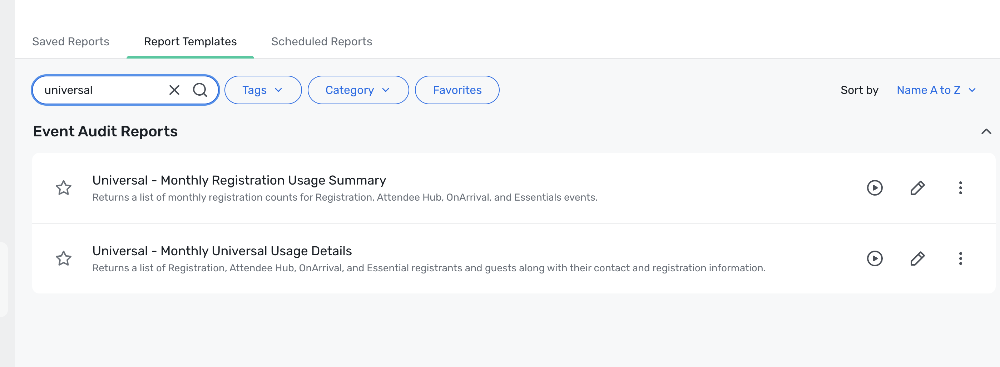 Saved Reports Report Templates Scheduled Reports
universal Tags Category Favorites Sort by Name A to Z
Event Audit Reports
Universal - Monthly Registration Usage Summary
Returns a list of monthly registration counts for Registration, Attendee Hub, OnArrival, and Essentials events.
Universal - Monthly Universal Usage Details
Returns a list of Registration, Attendee Hub, OnArrival, and Essential registrants and guests along with their contact and registration information.